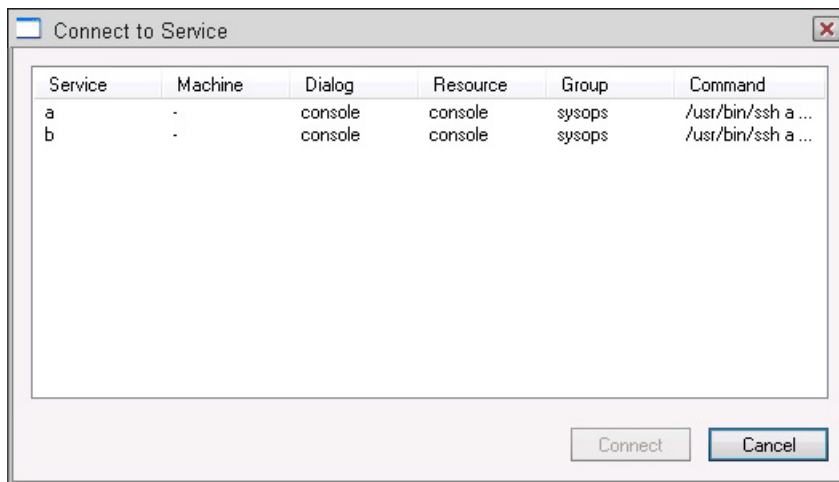 Connect to Service
Service Machine Dialog Resource Group Command
a - console console sysops /usr/bin/ssh a ...
b - console console sysops /usr/bin/ssh a ...
Connect Cancel